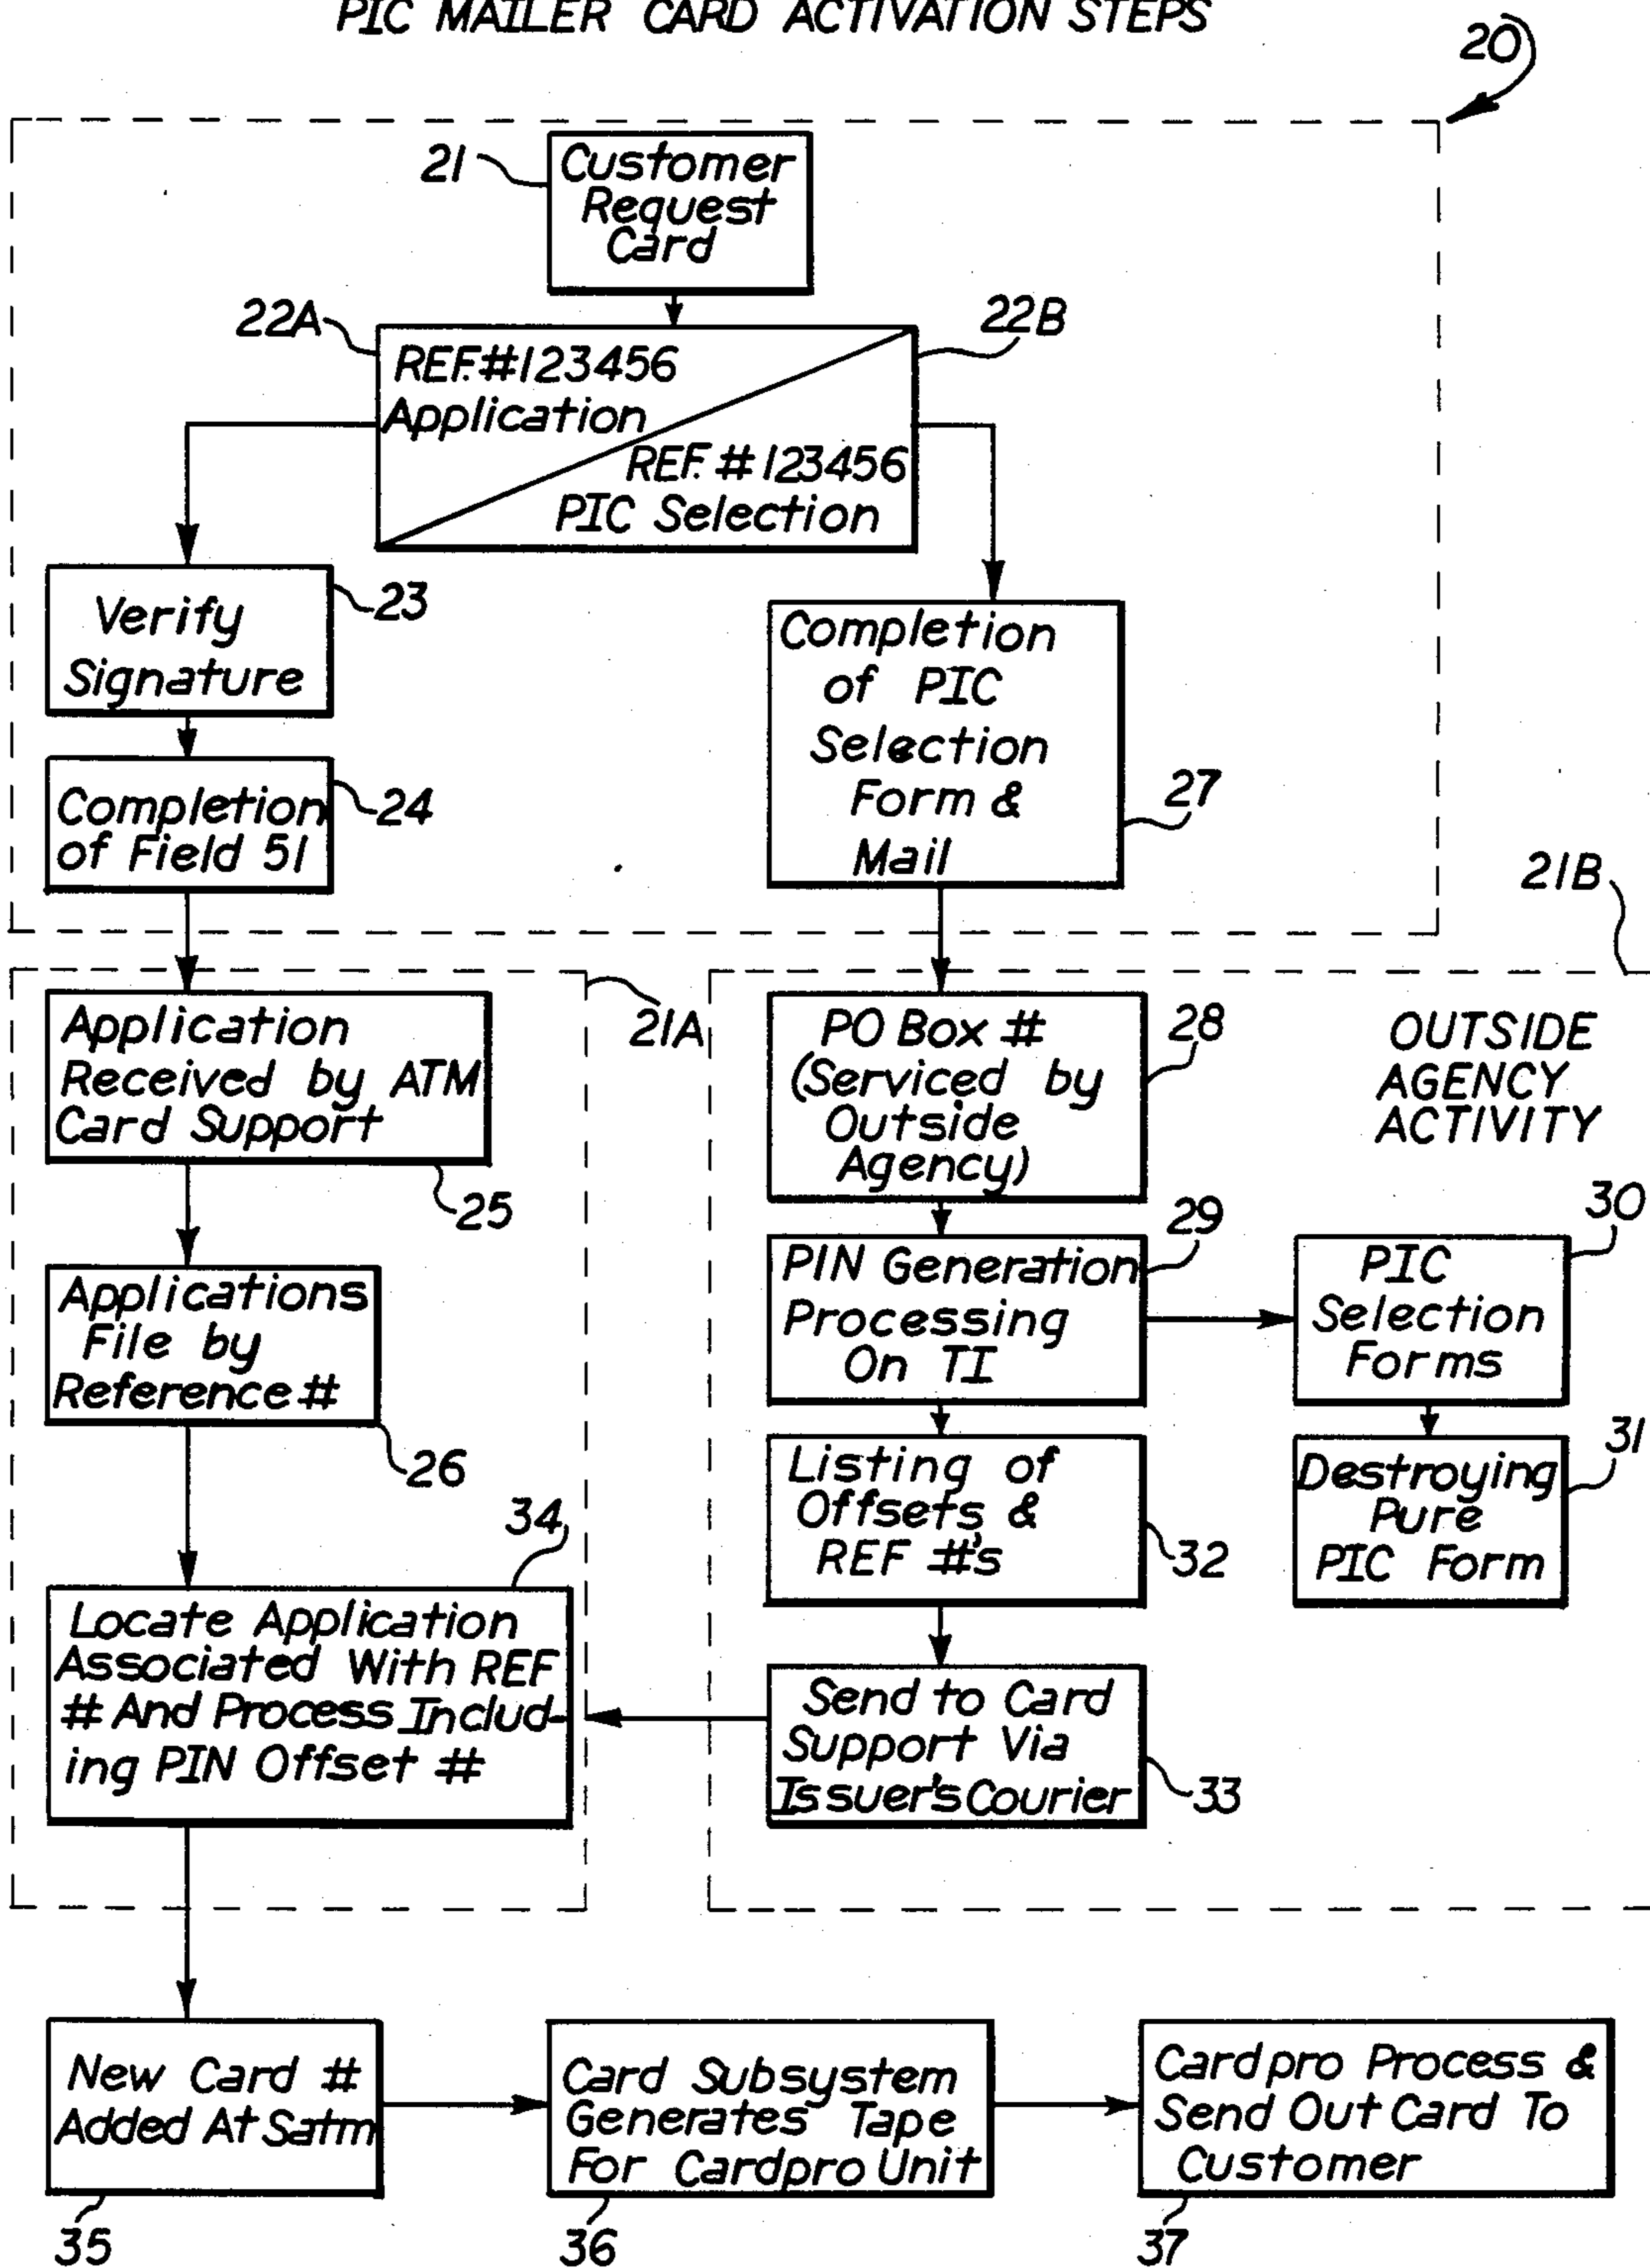 PIC MAILER CARD ACTIVATION STEPS
20
21
Customer
Request
Card
22A
22B
REF.#123456
Application
REF. # 123456
PIC Selection
Verify
Signature
23
Completion
of Field 51
24
Completion
of PIC
Selection
Form &
Mail
27
21B
21A
Application
Received by ATM
Card Support
25
PO Box #
(Serviced by
Outside
Agency)
28
OUTSIDE
AGENCY
ACTIVITY
Applications
File by
Reference #
26
PIN Generation
Processing
On TI
29
30
PIC
Selection
Forms
31
Destroying
Pure
PIC Form
Listing of
Offsets &
REF #'s
32
34
Locate Application
Associated With REF
# And Process Includ-
ing PIN Offset #
Send to Card
Support Via
Issuer's Courier
33
New Card #
Added At Satm
35
Card Subsystem
Generates Tape
For Cardpro Unit
36
Cardpro Process &
Send Out Card To
Customer
37